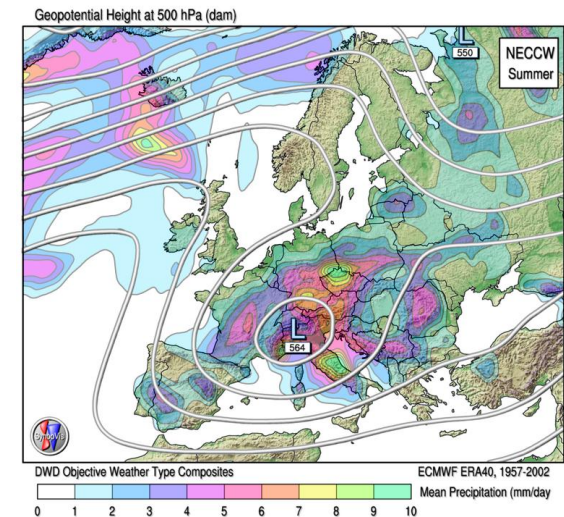 Geopotential Height at 500 hPa (dam)
L
550
NECCW
Summer
L
564
SynopVis
DWD Objective Weather Type Composites
ECMWF ERA40, 1957-2002
0 1 2 3 4 5 6 7 8 9 10
Mean Precipitation (mm/day